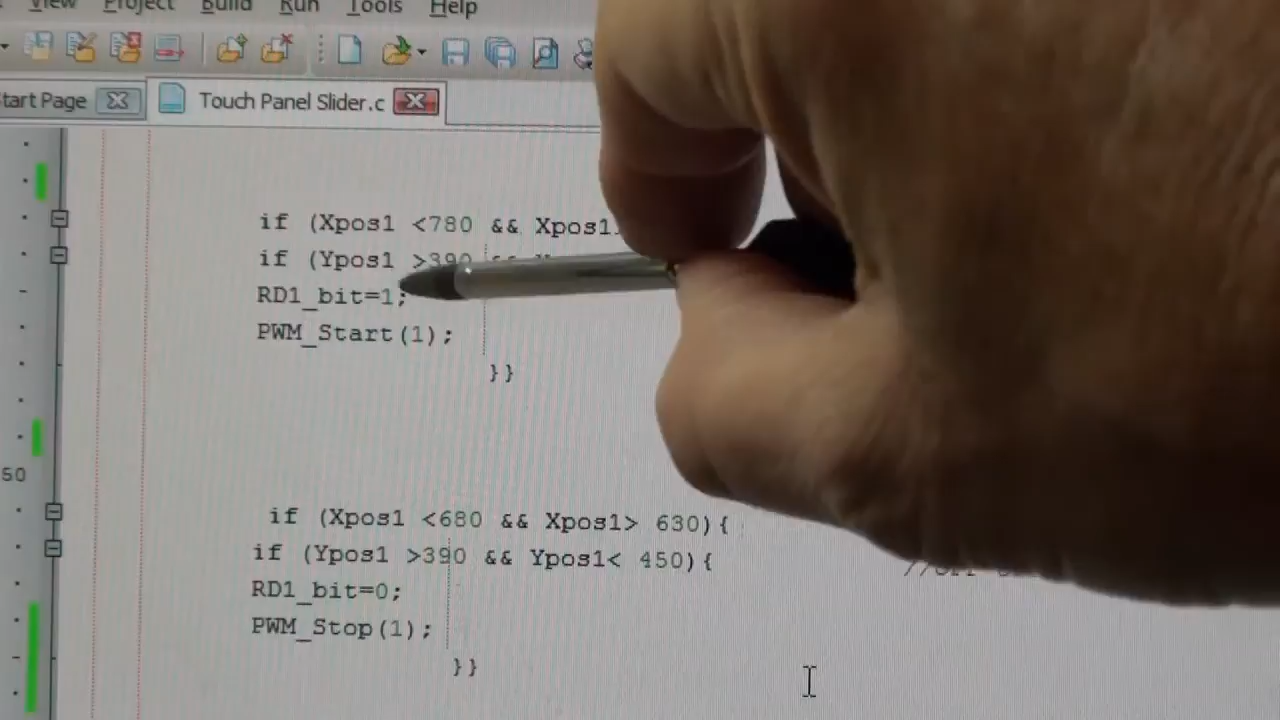 View Project Build Run Tools Help
Start Page Touch Panel Slider.c
if (Xpos1 <780 && Xpos1
if (Ypos1 >390 &&
RD1_bit=1;
PWM_Start(1);
}}
50
if (Xpos1 <680 && Xpos1> 630){
if (Ypos1 >390 && Ypos1< 450){
RD1_bit=0;
PWM_Stop(1);
}}